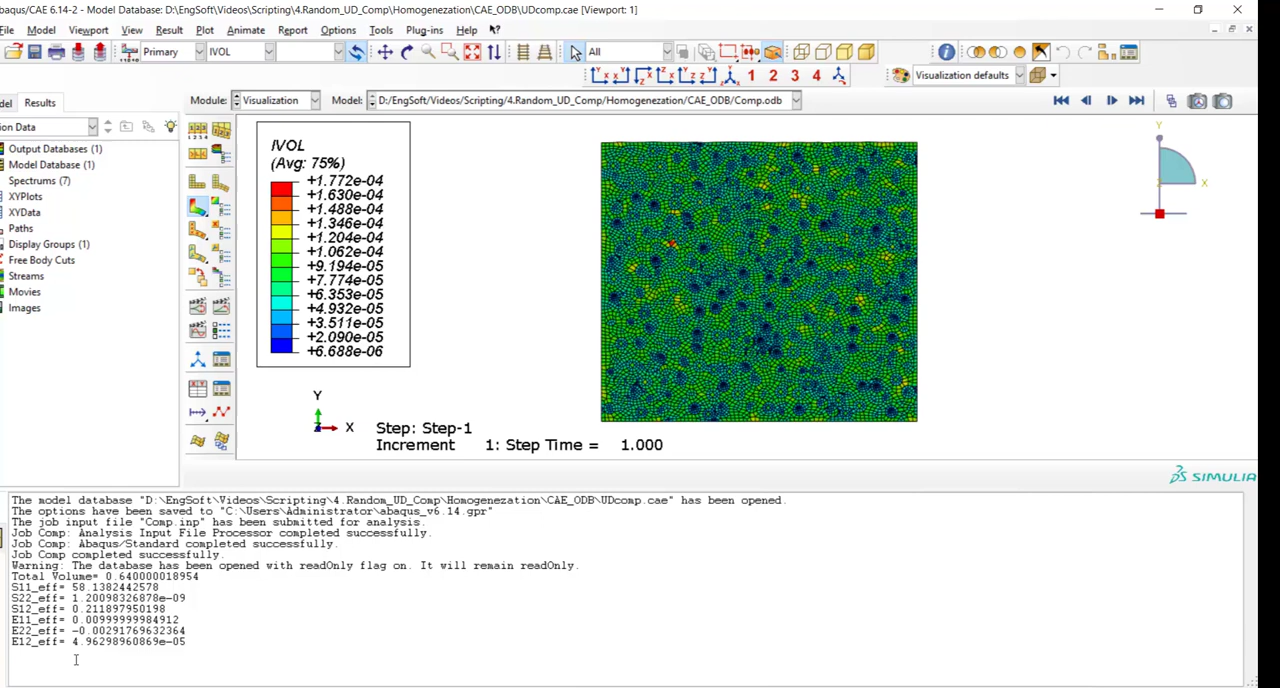 abaqus/CAE 6.14-2 - Model Database: D:\EngSoft\Videos\Scripting\4.Random_UD_Comp\Homogenezation\CAE_ODB\UDcomp.cae [Viewport: 1]
File Model Viewport View Result Plot Animate Report Options Tools Plug-ins Help
Primary IVOL All
1 2 3 4 Visualization defaults
del Results Module: Visualization Model: D:/EngSoft/Videos/Scripting/4.Random_UD_Comp/Homogenezation/CAE_ODB/Comp.odb
ion Data
Output Databases (1)
Model Database (1)
Spectrums (7)
XYPlots
XYData
Paths
Display Groups (1)
Free Body Cuts
Streams
Movies
Images
IVOL
(Avg: 75%)
+1.772e-04
+1.630e-04
+1.488e-04
+1.346e-04
+1.204e-04
+1.062e-04
+9.194e-05
+7.774e-05
+6.353e-05
+4.932e-05
+3.511e-05
+2.090e-05
+6.688e-06
Y
X
Z
Y
Z X
Step: Step-1
Increment 1: Step Time = 1.000
SIMULIA
The model database "D:\EngSoft\Videos\Scripting\4.Random_UD_Comp\Homogenezation\CAE_ODB\UDcomp.cae" has been opened.
The options have been saved to "C:\Users\Administrator\abaqus_v6.14.gpr"
The job input file "Comp.inp" has been submitted for analysis.
Job Comp: Analysis Input File Processor completed successfully.
Job Comp: Abaqus/Standard completed successfully.
Job Comp completed successfully.
Warning: The database has been opened with readOnly flag on. It will remain readOnly.
Total Volume= 0.640000018954
S11_eff= 58.1382442578
S22_eff= 1.20098326878e-09
S12_eff= 0.211897950198
E11_eff= 0.00999999984912
E22_eff= -0.00291769632364
E12_eff= 4.96298960869e-05